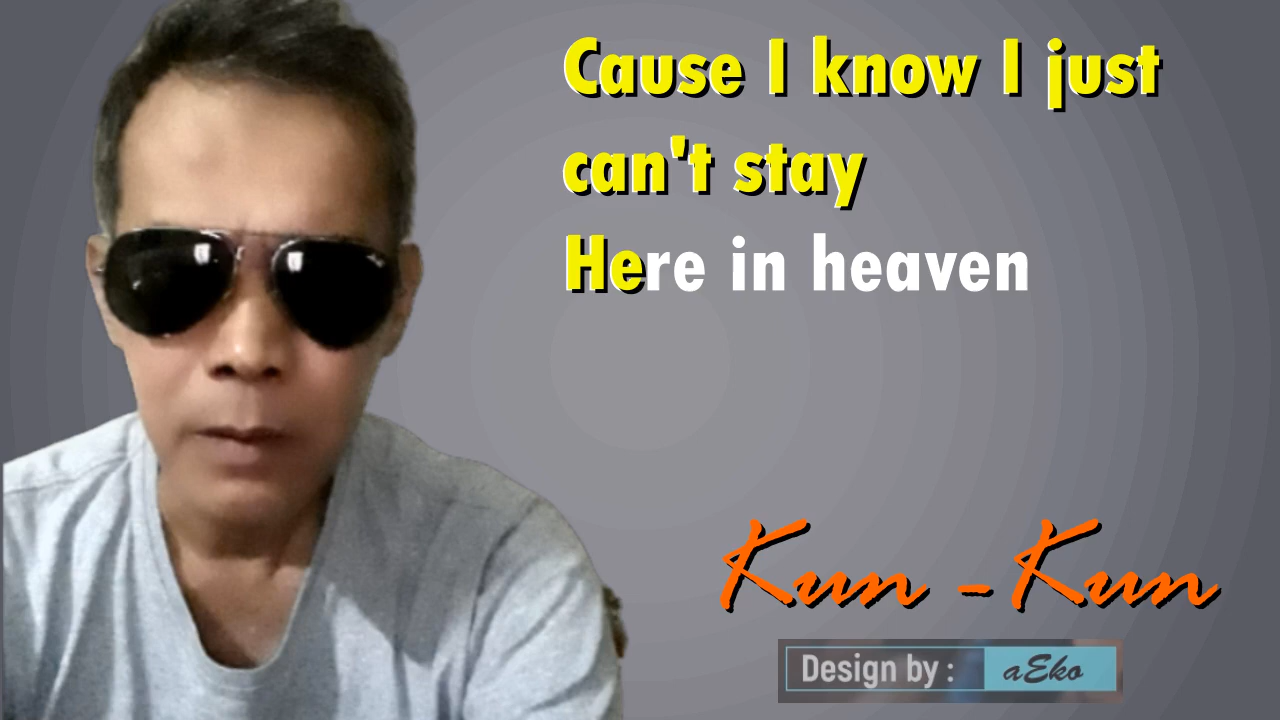 Cause I know I just
can't stay
Here in heaven
Kun - Kun
Design by : aEko